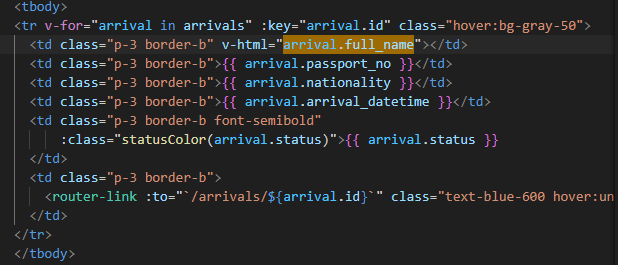 <tbody>
<tr v-for="arrival in arrivals" :key="arrival.id" class="hover:bg-gray-50">
<td class="p-3 border-b" v-html="arrival.full_name"></td>
<td class="p-3 border-b">{{ arrival.passport_no }}</td>
<td class="p-3 border-b">{{ arrival.nationality }}</td>
<td class="p-3 border-b">{{ arrival.arrival_datetime }}</td>
<td class="p-3 border-b font-semibold"
:class="statusColor(arrival.status)">{{ arrival.status }}
</td>
<td class="p-3 border-b">
<router-link :to="`/arrivals/${arrival.id}`" class="text-blue-600 hover:un
</td>
</tr>
</tbody>